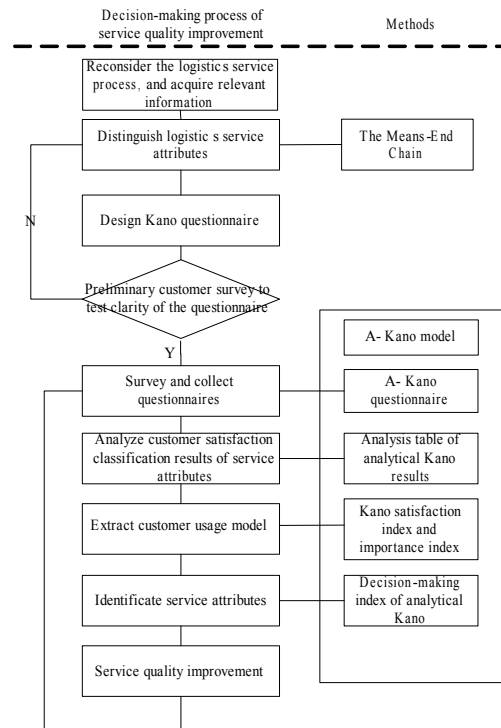 Decision-making process of
service quality improvement
Methods
Reconsider the logistics service
process, and acquire relevant
information
Distinguish logistic s service
attributes
The Means-End
Chain
N
Design Kano questionnaire
Preliminary customer survey to
test clarity of the questionnaire
Y
A- Kano model
Survey and collect
questionnaires
A- Kano
questionnaire
Analyze customer satisfaction
classification results of service
attributes
Analysis table of
analytical Kano
results
Extract customer usage model
Kano satisfaction
index and
importance index
Identificate service attributes
Decision-making
index of analytical
Kano
Service quality improvement